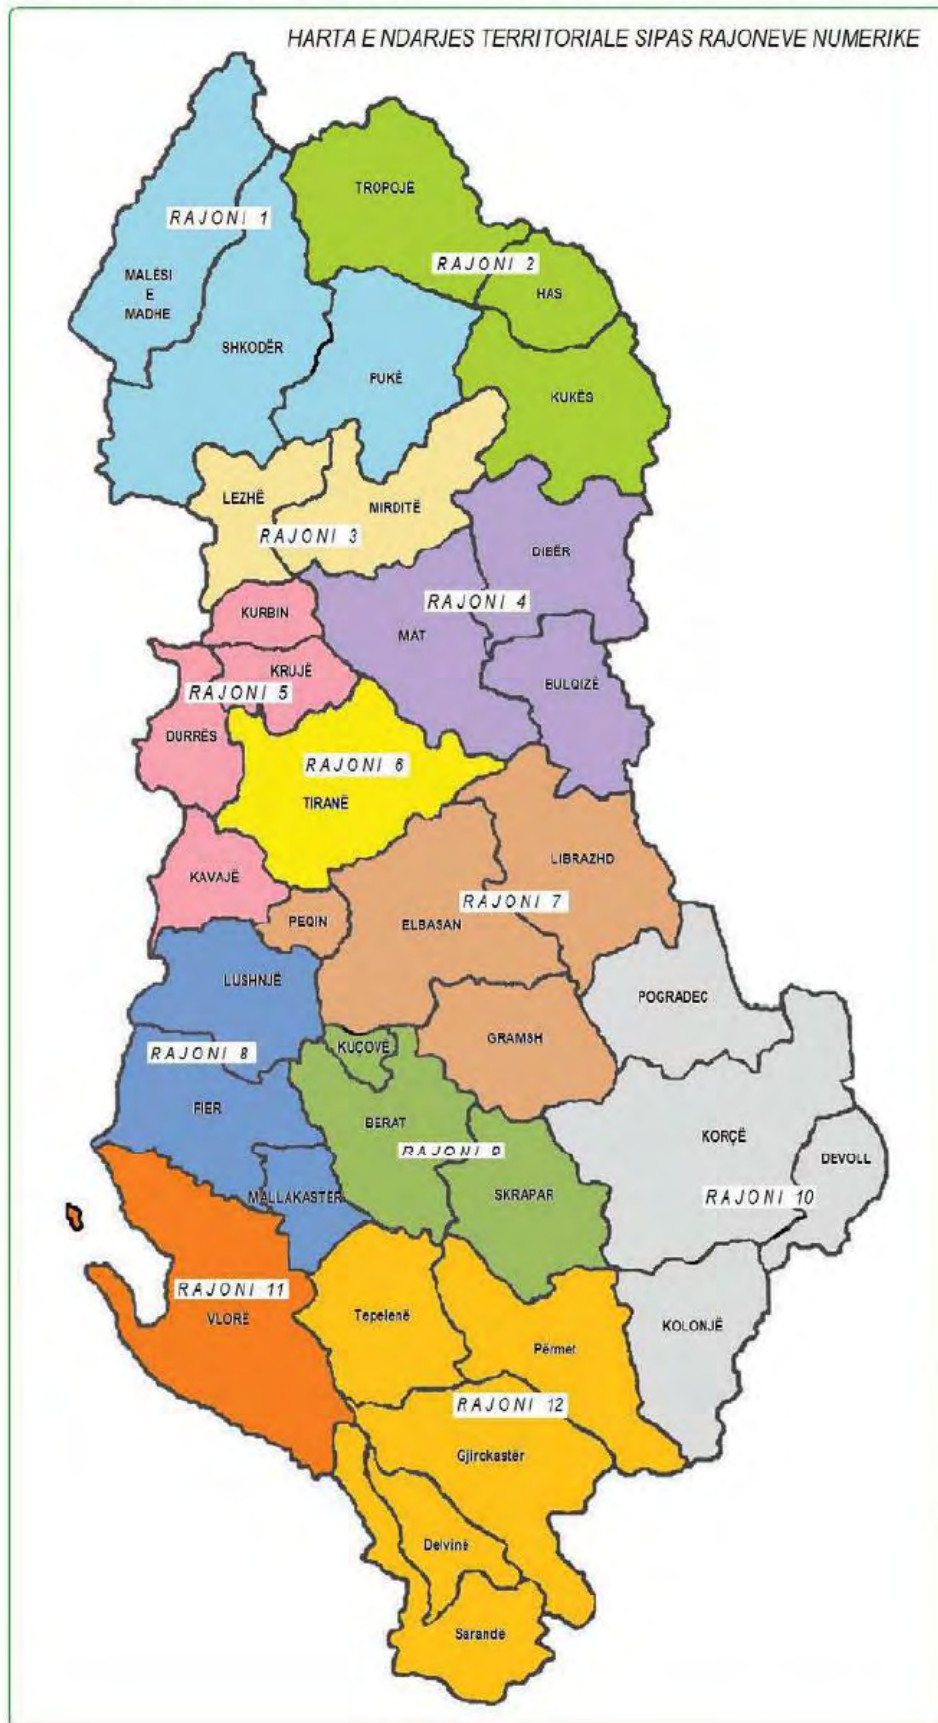 HARTA E NDARJES TERRITORIALE SIPAS RAJONEVE NUMERIKE
TROPOJË
RAJONI 1
RAJONI 2
MALËSI
E
MADHE
HAS
SHKODËR
PUKË
KUKËS
LEZHË
MIRDITË
RAJONI 3
DIBËR
RAJONI 4
KURBIN
MAT
KRUJË
BULQIZË
RAJONI 5
DURRËS
RAJONI 6
TIRANË
LIBRAZHD
KAVAJË
RAJONI 7
PEQIN
ELBASAN
LUSHNJË
POGRADEC
GRAMSH
KUÇOVË
RAJONI 8
FIER
BERAT
KORÇË
RAJONI 9
DEVOLL
MALLAKASTËR
SKRAPAR
RAJONI 10
RAJONI 11
VLORË
Tepelenë
KOLONJË
Përmet
RAJONI 12
Gjirokastër
Delvinë
Sarandë